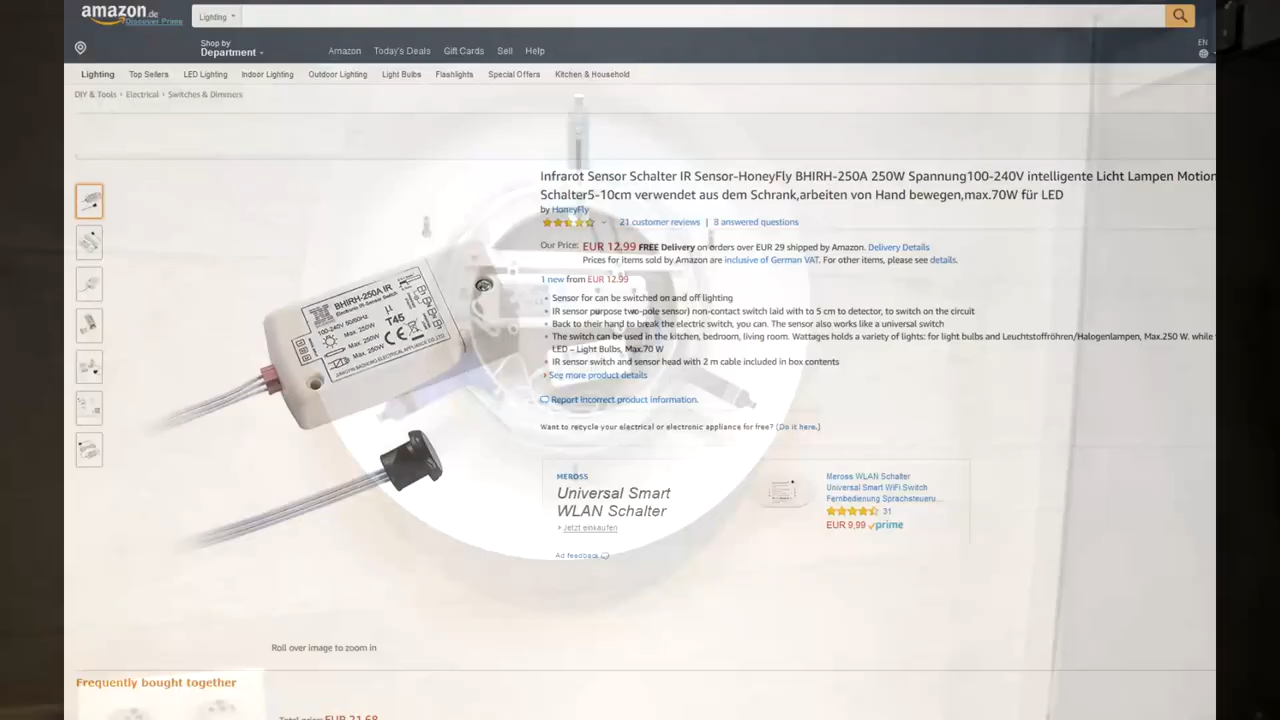 amazon.de
Discover Prime
Lighting
EN
Shop by
Department
Amazon Today's Deals Gift Cards Sell Help
Lighting Top Sellers LED Lighting Indoor Lighting Outdoor Lighting Light Bulbs Flashlights Special Offers Kitchen & Household
DIY & Tools › Electrical › Switches & Dimmers
Infrarot Sensor Schalter IR Sensor-HoneyFly BHIRH-250A 250W Spannung100-240V intelligente Licht Lampen Motion
Schalter5-10cm verwendet aus dem Schrank,arbeiten von Hand bewegen,max.70W für LED
by HoneyFly
21 customer reviews | 8 answered questions
Our Price: EUR 12,99 FREE Delivery on orders over EUR 29 shipped by Amazon. Delivery Details
Prices for items sold by Amazon are inclusive of German VAT. For other items, please see details.
1 new from EUR 12.99
• Sensor for can be switched on and off lighting
• IR sensor purpose two-pole sensor) non-contact switch laid with to 5 cm to detector, to switch on the circuit
• Back to their hand to break the electric switch, you can. The sensor also works like a universal switch
• The switch can be used in the kitchen, bedroom, living room. Wattages holds a variety of lights: for light bulbs and Leuchtstoffröhren/Halogenlampen, Max.250 W. while
LED – Light Bulbs, Max.70 W
• IR sensor switch and sensor head with 2 m cable included in box contents
› See more product details
Report incorrect product information.
Want to recycle your electrical or electronic appliance for free? (Do it here.)
BHIRH-250A IR
Electronic IR-Sensor Switch
100-240V 50/60Hz
Max. 250W
Max. 250W
Max. 250W
T45
CE
MEROSS
Universal Smart
WLAN Schalter
› Jetzt einkaufen
Meross WLAN Schalter
Universal Smart WiFi Switch
Fernbedienung Sprachsteueru...
31
EUR 9,99 prime
Ad feedback
Roll over image to zoom in
Frequently bought together
Total price: EUR 21,68